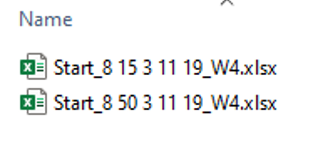 Name
Start_8 15 3 11 19_W4.xlsx
Start_8 50 3 11 19_W4.xlsx